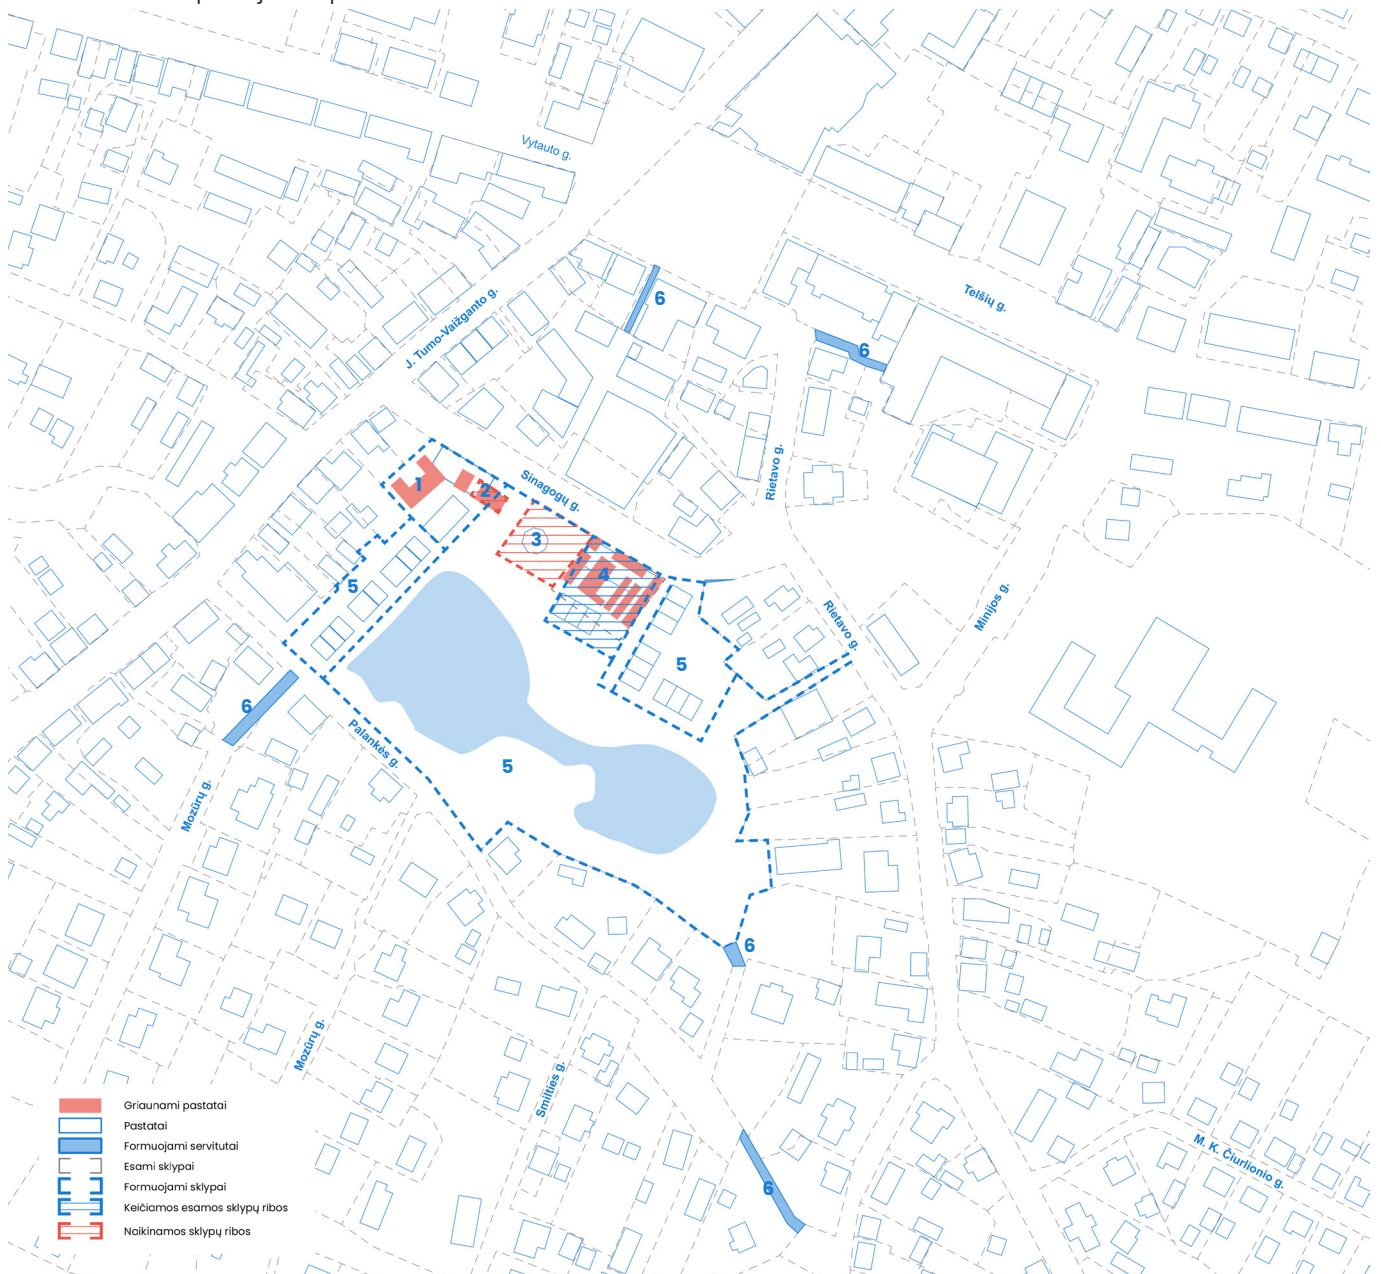 Vytauto g.
J. Tumo-Vaižganto g.
Telšių g.
6
6
Rietavo g.
Sinagogų g.
1
2
3
4
5
5
Rietavo g.
Minijos g.
6
Palankės g.
5
Mozūrų g.
6
Mozūrų g.
Smilties g.
M. K. Čiurlionio g.
6
Griaunami pastatai
Pastatai
Formuojami servitutai
Esami sklypai
Formuojami sklypai
Keičiamos esamos sklypų ribos
Naikinamos sklypų ribos